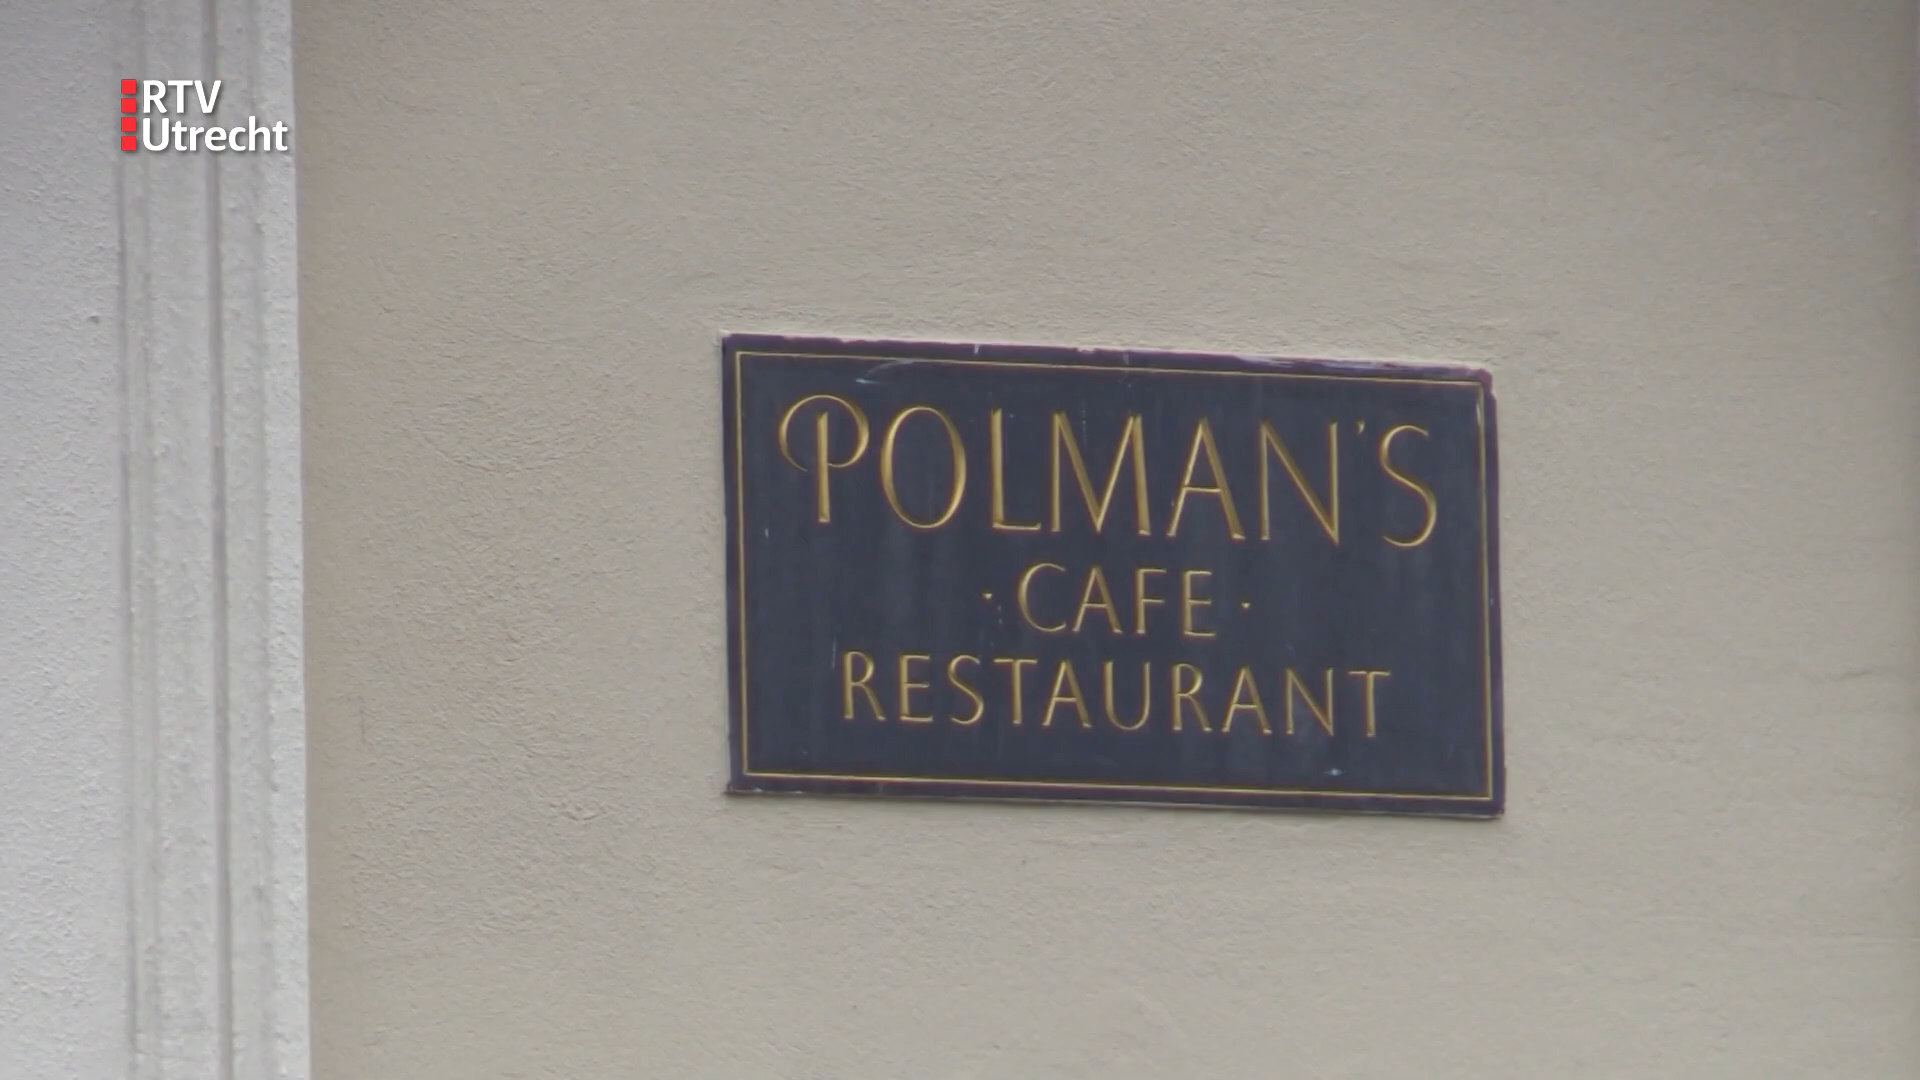 RTV
Utrecht
POLMAN'S
· CAFE ·
RESTAURANT